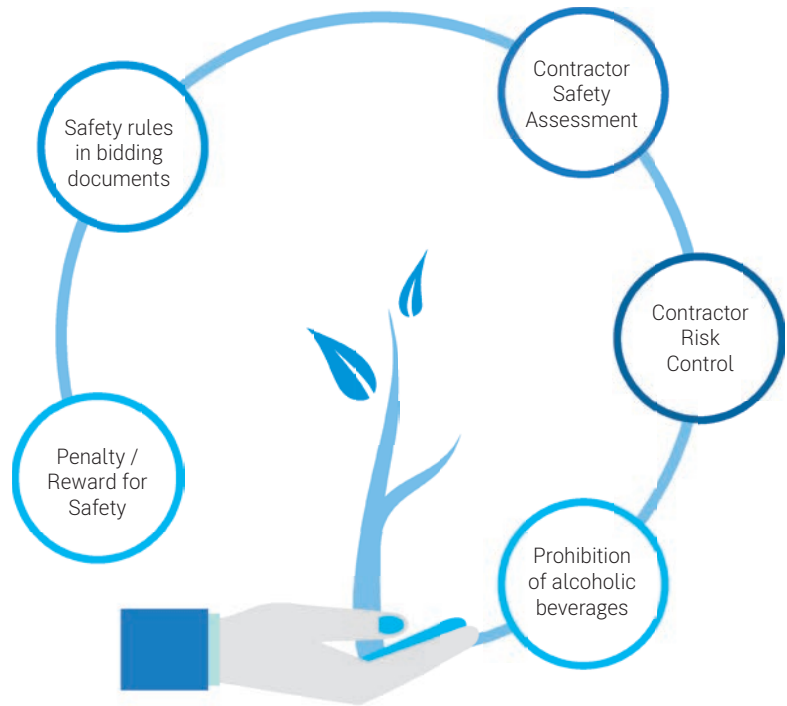 Contractor
Safety
Assessment
Safety rules
in bidding
documents
Contractor
Risk
Control
Penalty /
Reward for
Safety
Prohibition
of alcoholic
beverages